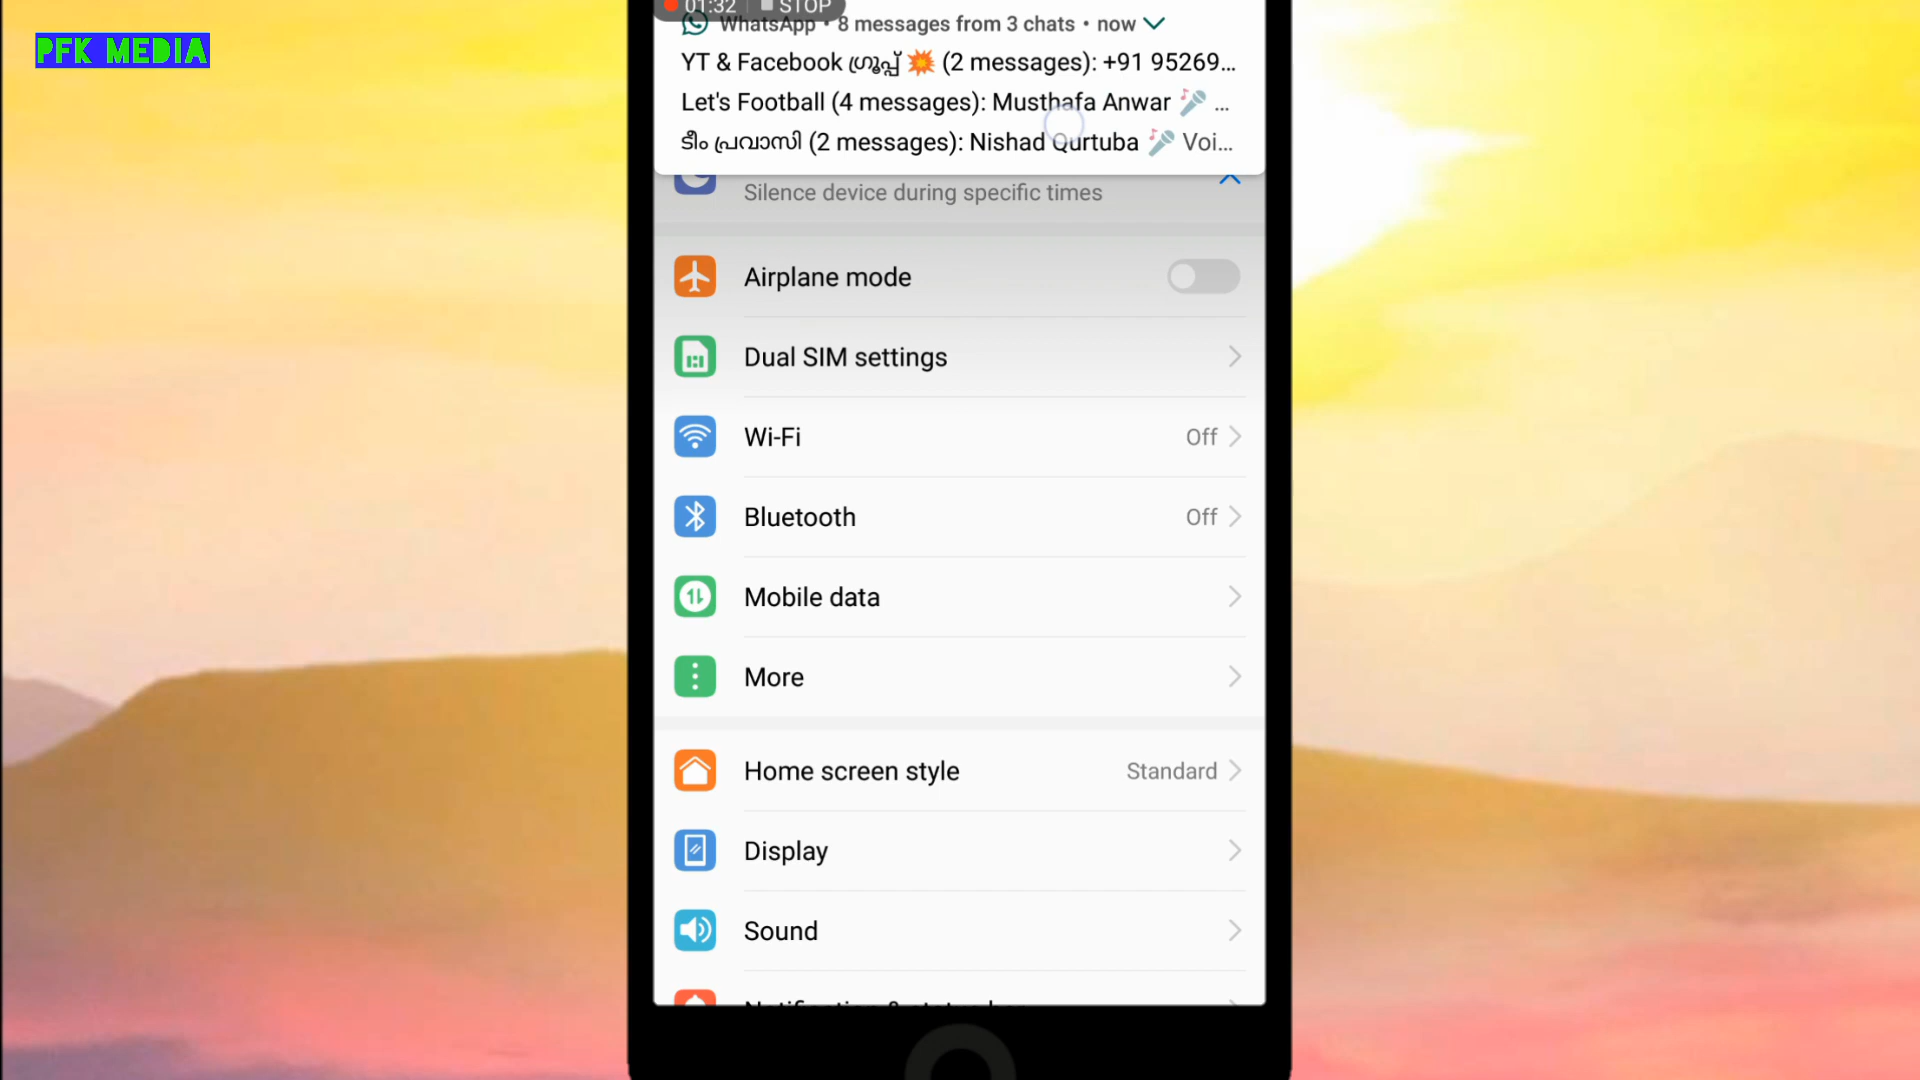 PFK MEDIA
01:32 STOP
WhatsApp • 8 messages from 3 chats • now
YT & Facebook ഗ്രൂപ്പ് 💥 (2 messages): +91 95269...
Let's Football (4 messages): Musthafa Anwar 🎤 ...
ടീം പ്രവാസി (2 messages): Nishad Qurtuba 🎤 Voi...
Silence device during specific times
Airplane mode
Dual SIM settings
Wi-Fi Off
Bluetooth Off
Mobile data
More
Home screen style Standard
Display
Sound